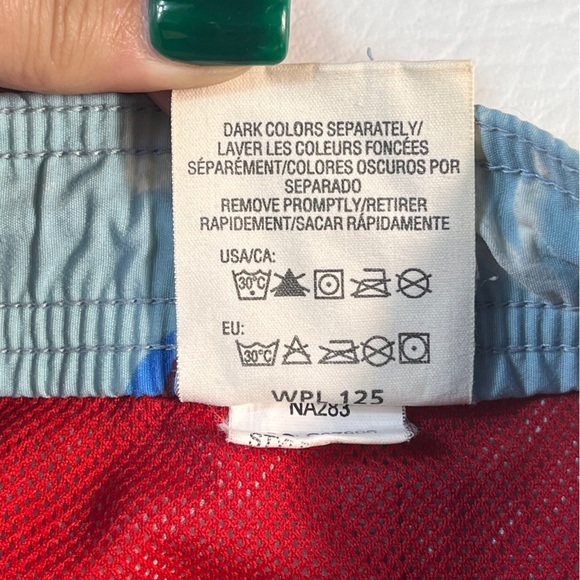 DARK COLORS SEPARATELY/
LAVER LES COULEURS FONCÉES
SÉPARÉMENT/COLORES OSCUROS POR
SEPARADO
REMOVE PROMPTLY/RETIRER
RAPIDEMENT/SACAR RÁPIDAMENTE
USA/CA:
30°C
EU:
30°C
WPL 125
NA283